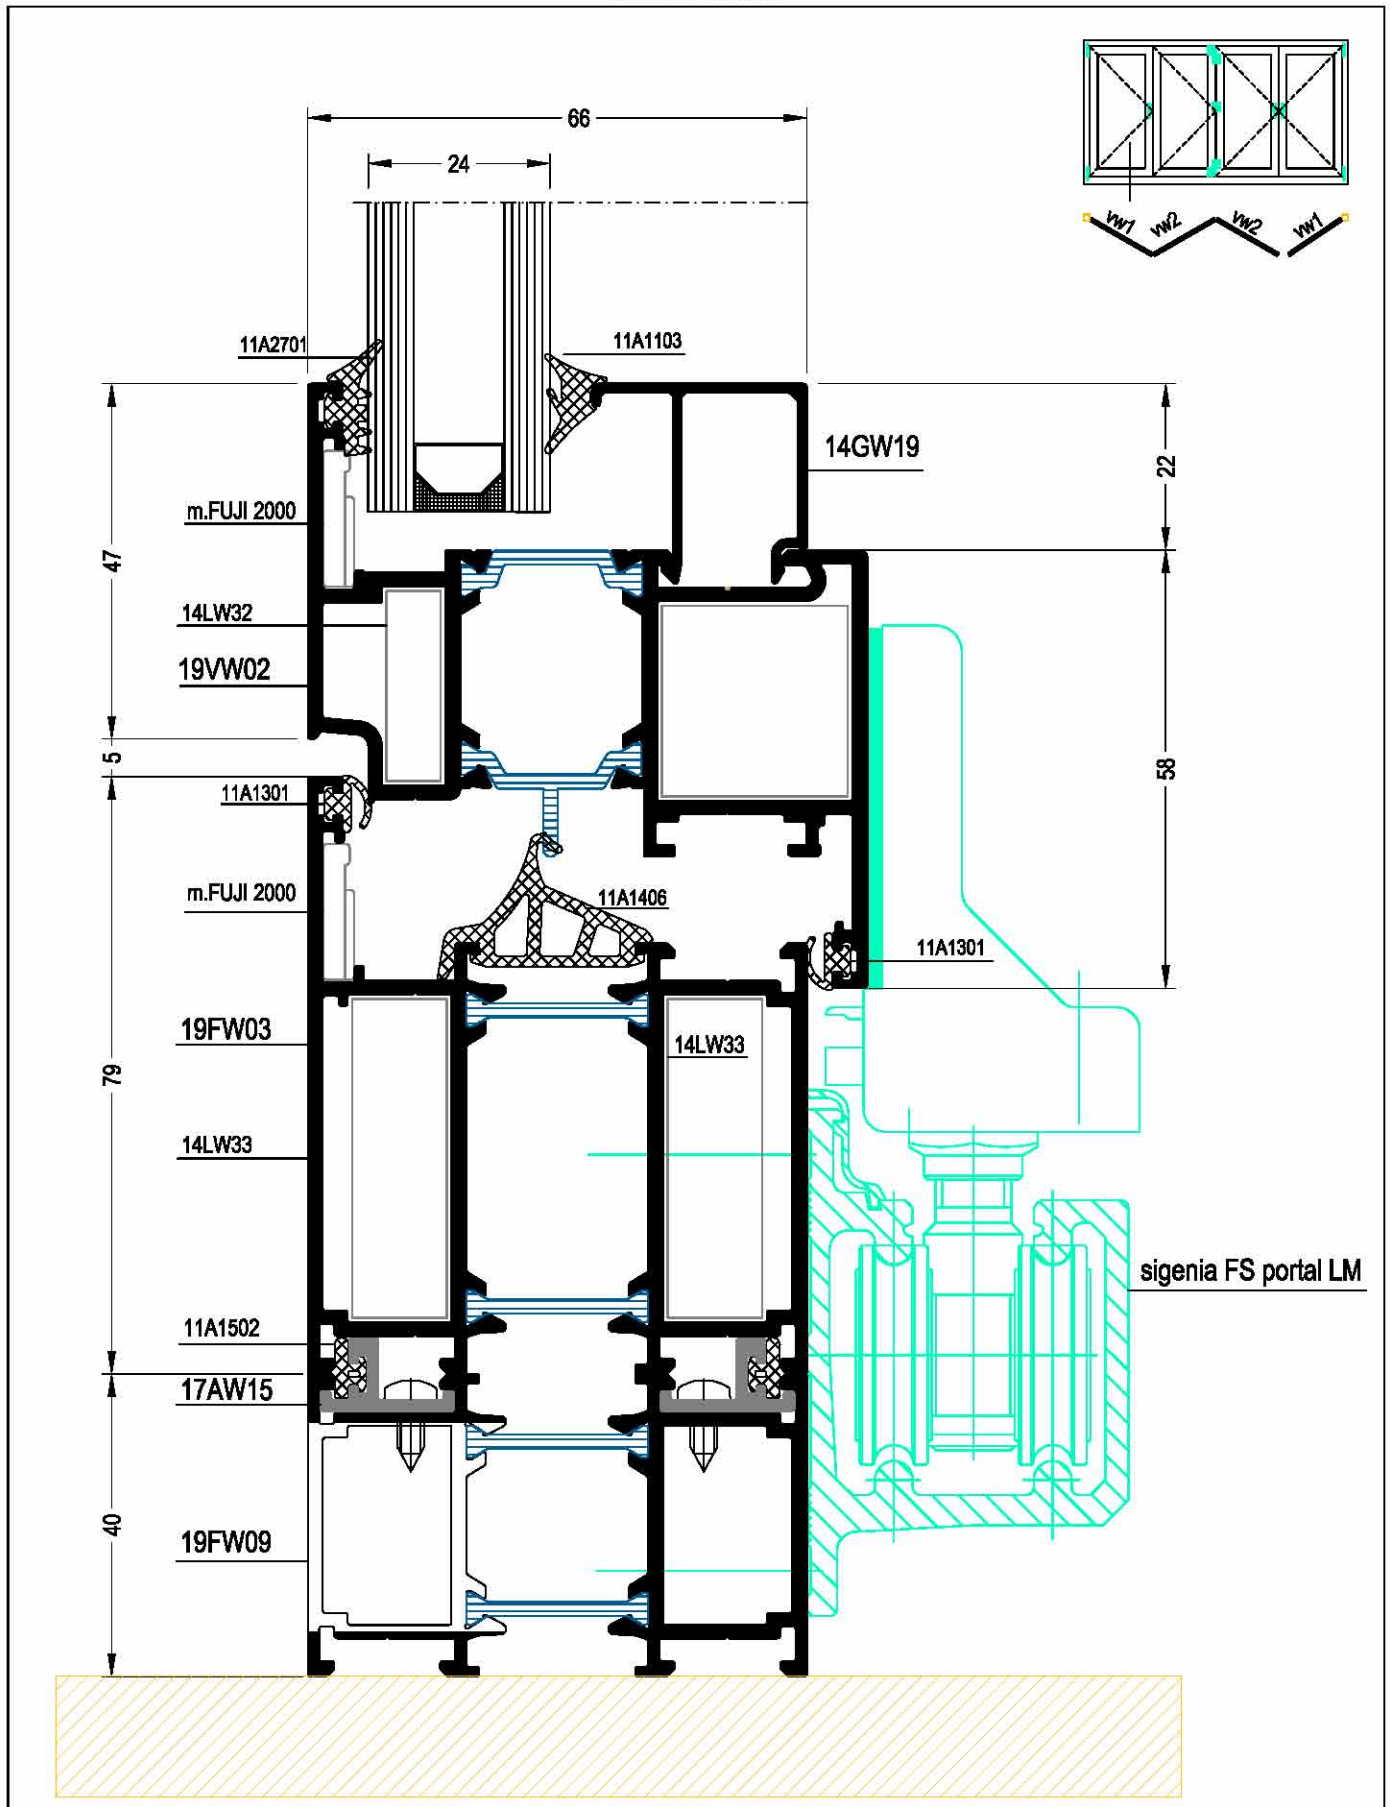 66
24
vw1
vw2
vw2
vw1
11A2701
11A1103
14GW19
22
m.FUJI 2000
47
14LW32
19VW02
5
58
11A1301
m.FUJI 2000
11A1406
11A1301
19FW03
14LW33
79
14LW33
sigenia FS portal LM
11A1502
17AW15
40
19FW09